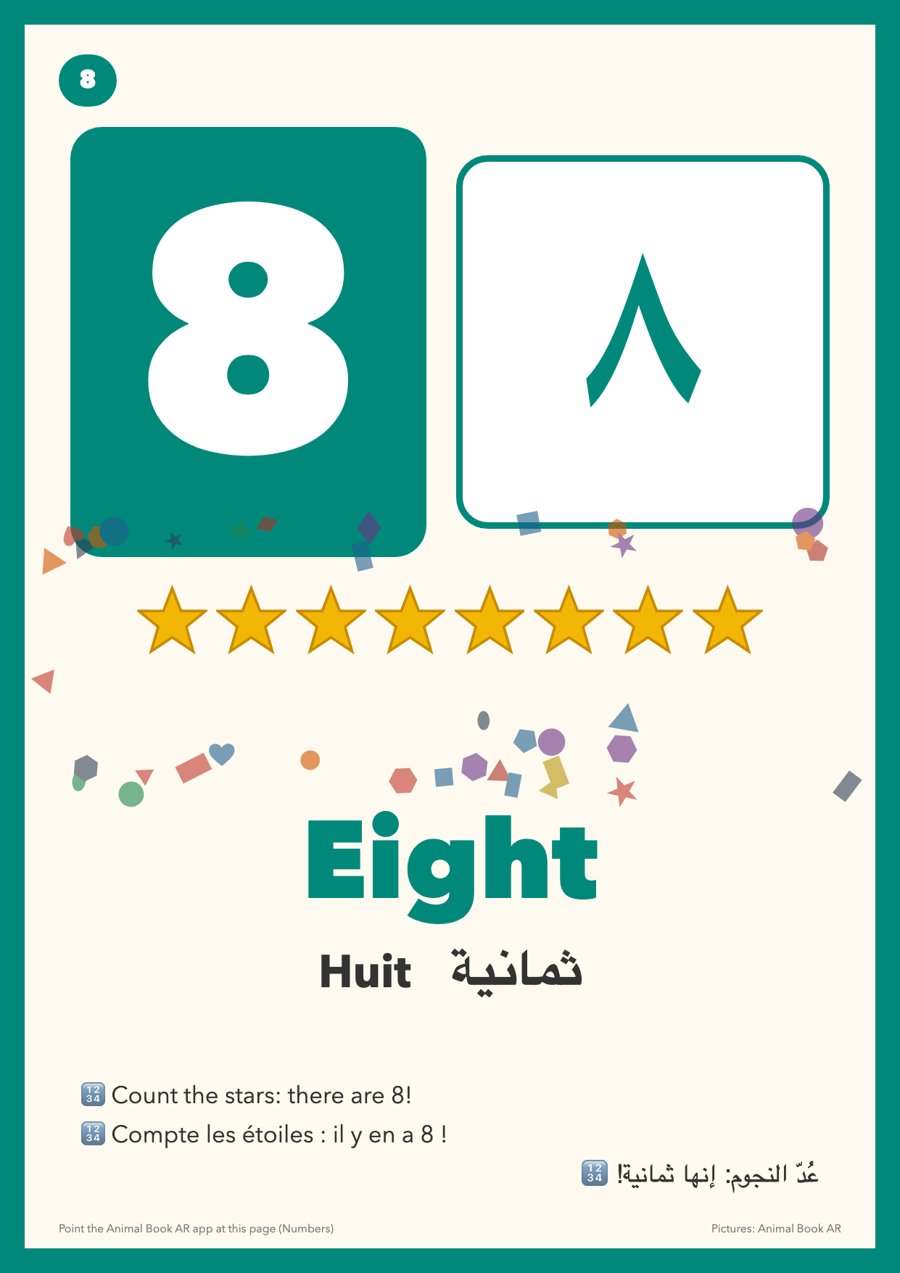 8
8
٨
Eight
Huit ثمانية
🔢 Count the stars: there are 8!
🔢 Compte les étoiles : il y en a 8 !
🔢 عُدّ النجوم: إنها ثمانية!
Point the Animal Book AR app at this page (Numbers)
Pictures: Animal Book AR